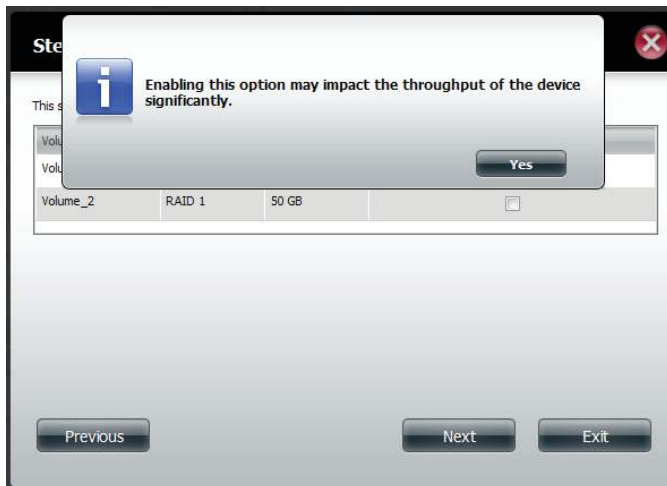 Ste
Enabling this option may impact the throughput of the device
significantly.
This s
Volu
Volu
Yes
Volume_2 RAID 1 50 GB
Previous Next Exit